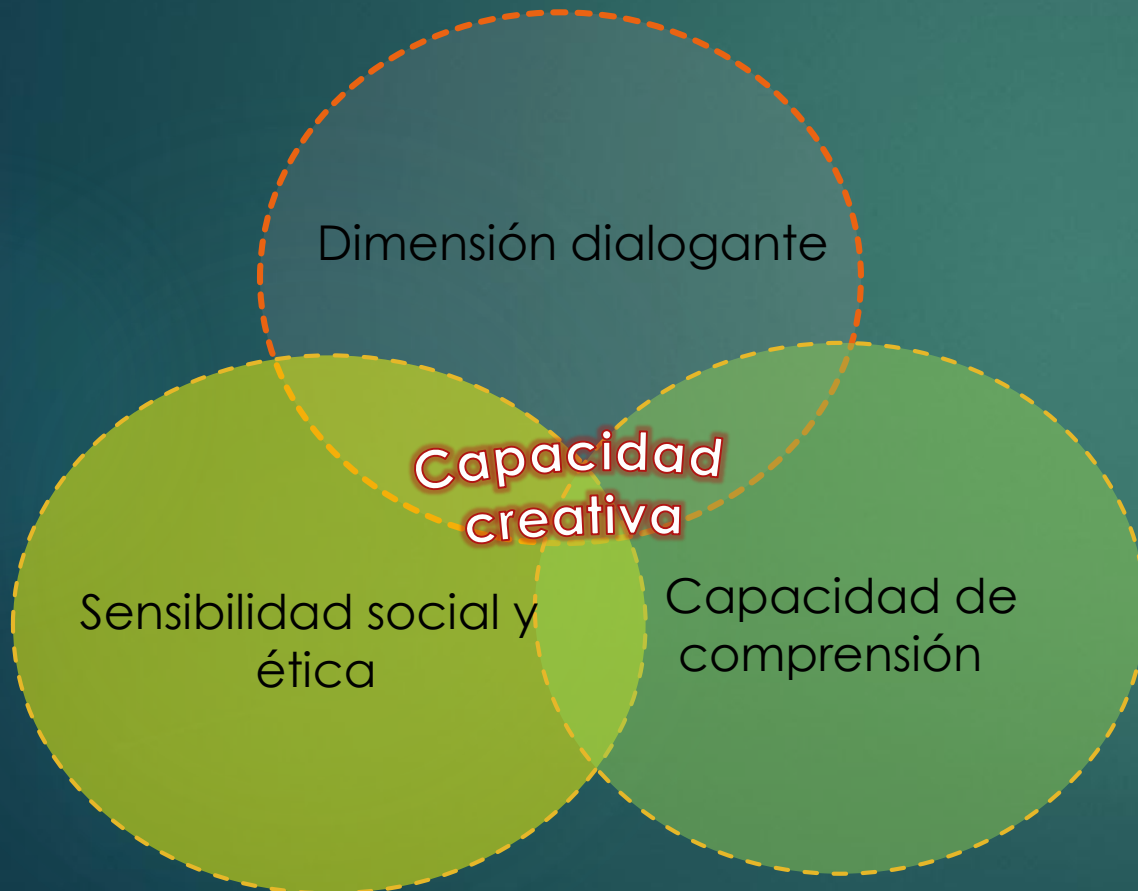 Dimensión dialogante
Capacidad
creativa
Sensibilidad social y
ética
Capacidad de
comprensión